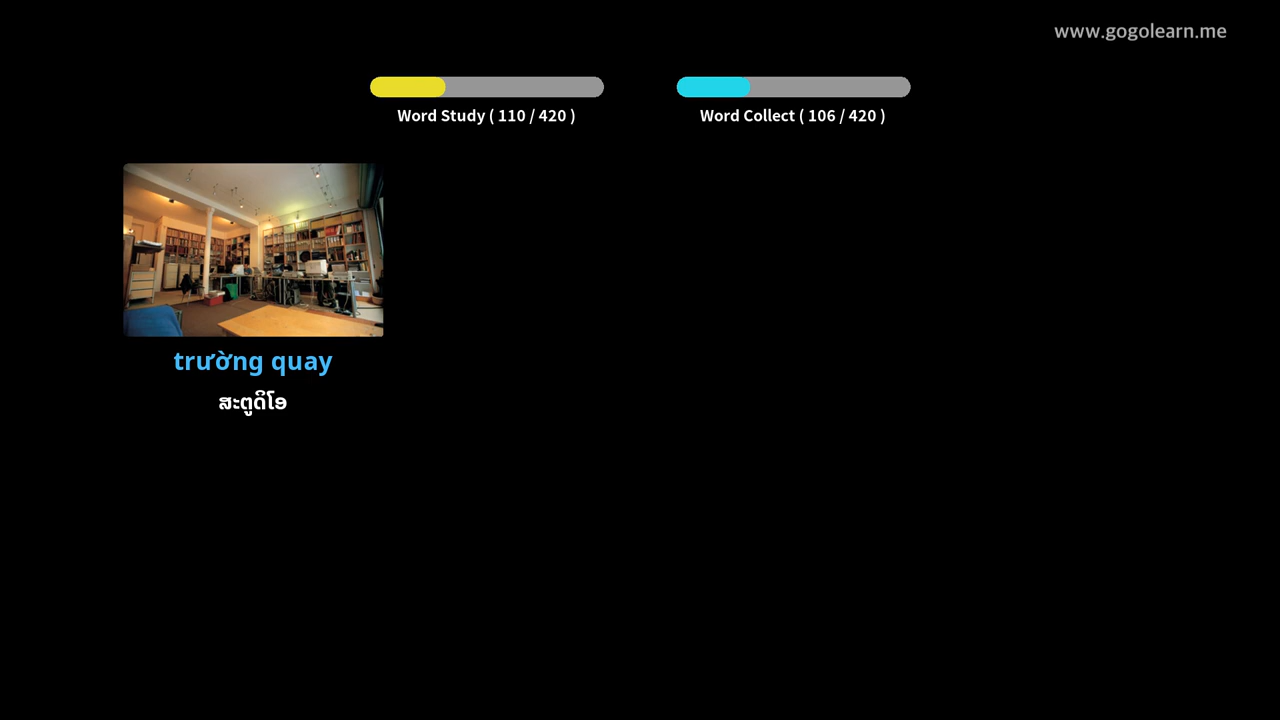 www.gogolearn.me
Word Study ( 110 / 420 )
Word Collect ( 106 / 420 )
trường quay
ສະຕູດິໂອ